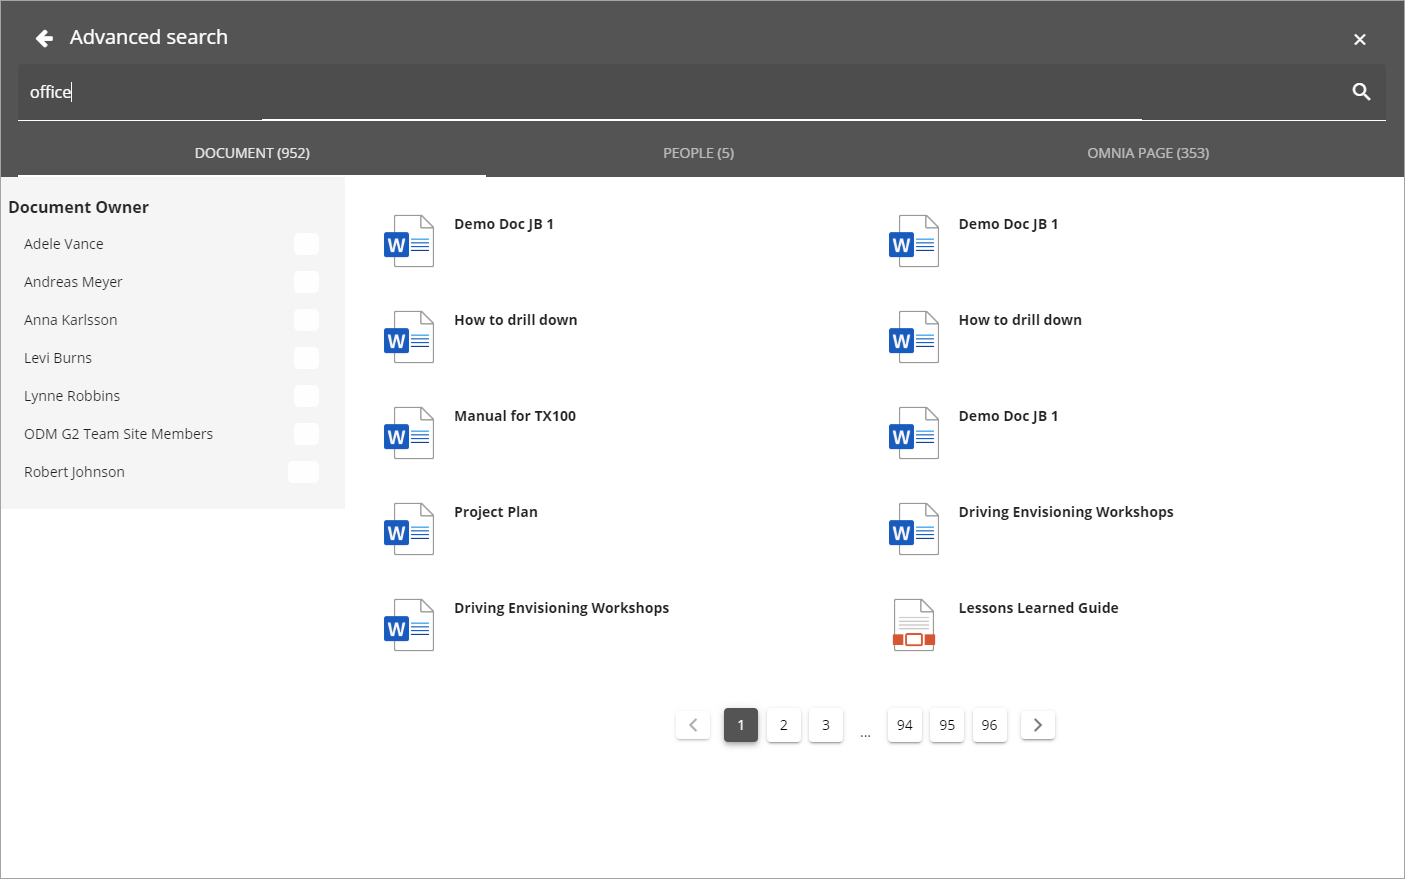 Advanced search
office
DOCUMENT (952)
PEOPLE (5)
OMNIA PAGE (353)
Document Owner
Adele Vance
Andreas Meyer
Anna Karlsson
Levi Burns
Lynne Robbins
ODM G2 Team Site Members
Robert Johnson
W Demo Doc JB 1
W Demo Doc JB 1
W How to drill down
W How to drill down
W Manual for TX100
W Demo Doc JB 1
W Project Plan
W Driving Envisioning Workshops
W Driving Envisioning Workshops
Lessons Learned Guide
1 2 3 ... 94 95 96